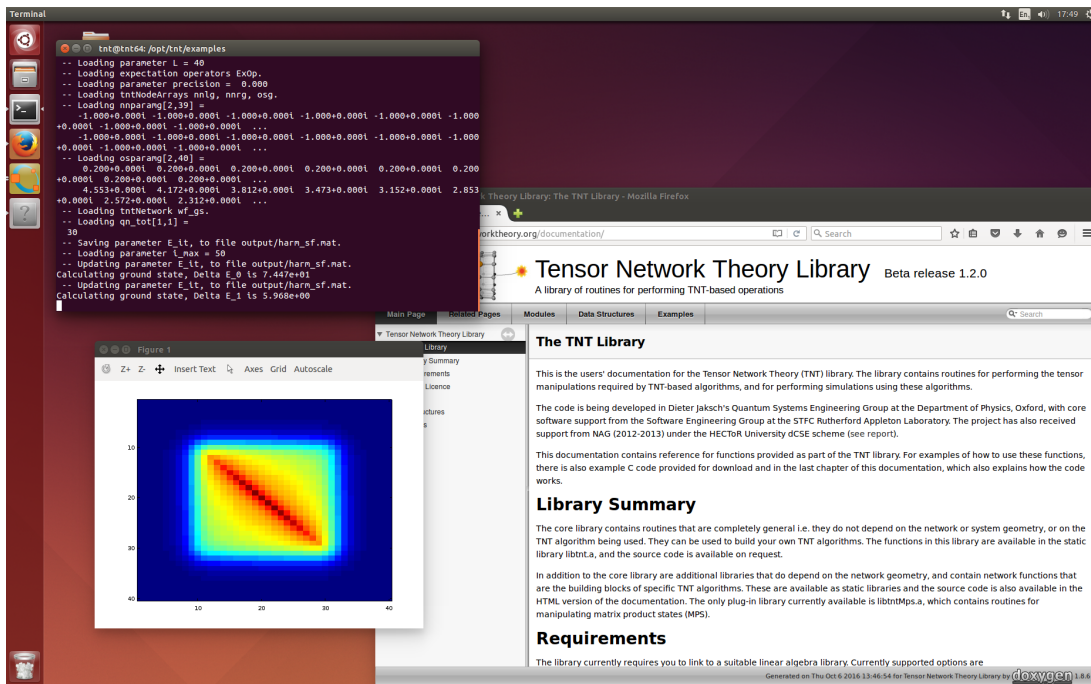 Terminal
En
17:49
tnt@tnt64: /opt/tnt/examples
-- Loading parameter L = 40
-- Loading expectation operators ExOp.
-- Loading parameter precision =  0.000
-- Loading tntNodeArrays nnlg, nnrg, osg.
-- Loading nnparamg[2,39] =
-1.000+0.000i -1.000+0.000i -1.000+0.000i -1.000+0.000i -1.000+0.000i -1.000
+0.000i -1.000+0.000i -1.000+0.000i  ...
-1.000+0.000i -1.000+0.000i -1.000+0.000i -1.000+0.000i -1.000+0.000i -1.000
+0.000i -1.000+0.000i -1.000+0.000i  ...
-- Loading osparamg[2,40] =
0.200+0.000i  0.200+0.000i  0.200+0.000i  0.200+0.000i  0.200+0.000i  0.200
+0.000i  0.200+0.000i  0.200+0.000i  ...
4.553+0.000i  4.172+0.000i  3.812+0.000i  3.473+0.000i  3.152+0.000i  2.853
+0.000i  2.572+0.000i  2.312+0.000i  ...
-- Loading tntNetwork wf_gs.
-- Loading qn_tot[1,1] =
30
-- Saving parameter E_it, to file output/harm_sf.mat.
-- Loading parameter i_max = 50
-- Updating parameter E_it, to file output/harm_sf.mat.
Calculating ground state, Delta E_0 is 7.447e+01
-- Updating parameter E_it, to file output/harm_sf.mat.
Calculating ground state, Delta E_1 is 5.968e+00
k Theory Library: The TNT Library - Mozilla Firefox
orktheory.org/documentation/
Search
Tensor Network Theory Library Beta release 1.2.0
A library of routines for performing TNT-based operations
Main Page Related Pages Modules Data Structures Examples
Search
Tensor Network Theory Library
Library
y Summary
rements
Licence
uctures
s
The TNT Library
This is the users' documentation for the Tensor Network Theory (TNT) library. The library contains routines for performing the tensor
manipulations required by TNT-based algorithms, and for performing simulations using these algorithms.
The code is being developed in Dieter Jaksch's Quantum Systems Engineering Group at the Department of Physics, Oxford, with core
software support from the Software Engineering Group at the STFC Rutherford Appleton Laboratory. The project has also received
support from NAG (2012-2013) under the HECToR University dCSE scheme (see report).
This documentation contains reference for functions provided as part of the TNT library. For examples of how to use these functions,
there is also example C code provided for download and in the last chapter of this documentation, which also explains how the code
works.
Library Summary
The core library contains routines that are completely general i.e. they do not depend on the network or system geometry, or on the
TNT algorithm being used. They can be used to build your own TNT algorithms. The functions in this library are available in the static
library libtnt.a, and the source code is available on request.
In addition to the core library are additional libraries that do depend on the network geometry, and contain network functions that
are the building blocks of specific TNT algorithms. These are available as static libraries and the source code is also available in the
HTML version of the documentation. The only plug-in library currently available is libtntMps.a, which contains routines for
manipulating matrix product states (MPS).
Requirements
The library currently requires you to link to a suitable linear algebra library. Currently supported options are
Generated on Thu Oct 6 2016 13:46:54 for Tensor Network Theory Library by doxygen 1.8.6
Figure 1
Z+ Z- Insert Text Axes Grid Autoscale
10
20
30
40
10 20 30 40